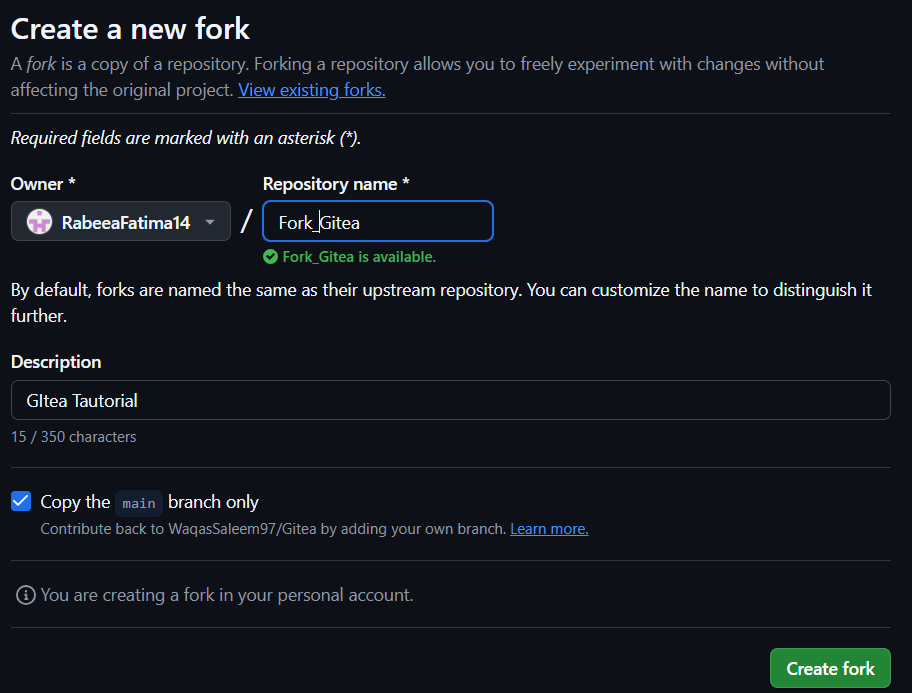 Create a new fork
A fork is a copy of a repository. Forking a repository allows you to freely experiment with changes without
affecting the original project. View existing forks.
Required fields are marked with an asterisk (*).
Owner * Repository name *
RabeeaFatima14 / Fork_Gitea
Fork_Gitea is available.
By default, forks are named the same as their upstream repository. You can customize the name to distinguish it
further.
Description
GItea Tautorial
15 / 350 characters
Copy the main branch only
Contribute back to WaqasSaleem97/Gitea by adding your own branch. Learn more.
You are creating a fork in your personal account.
Create fork